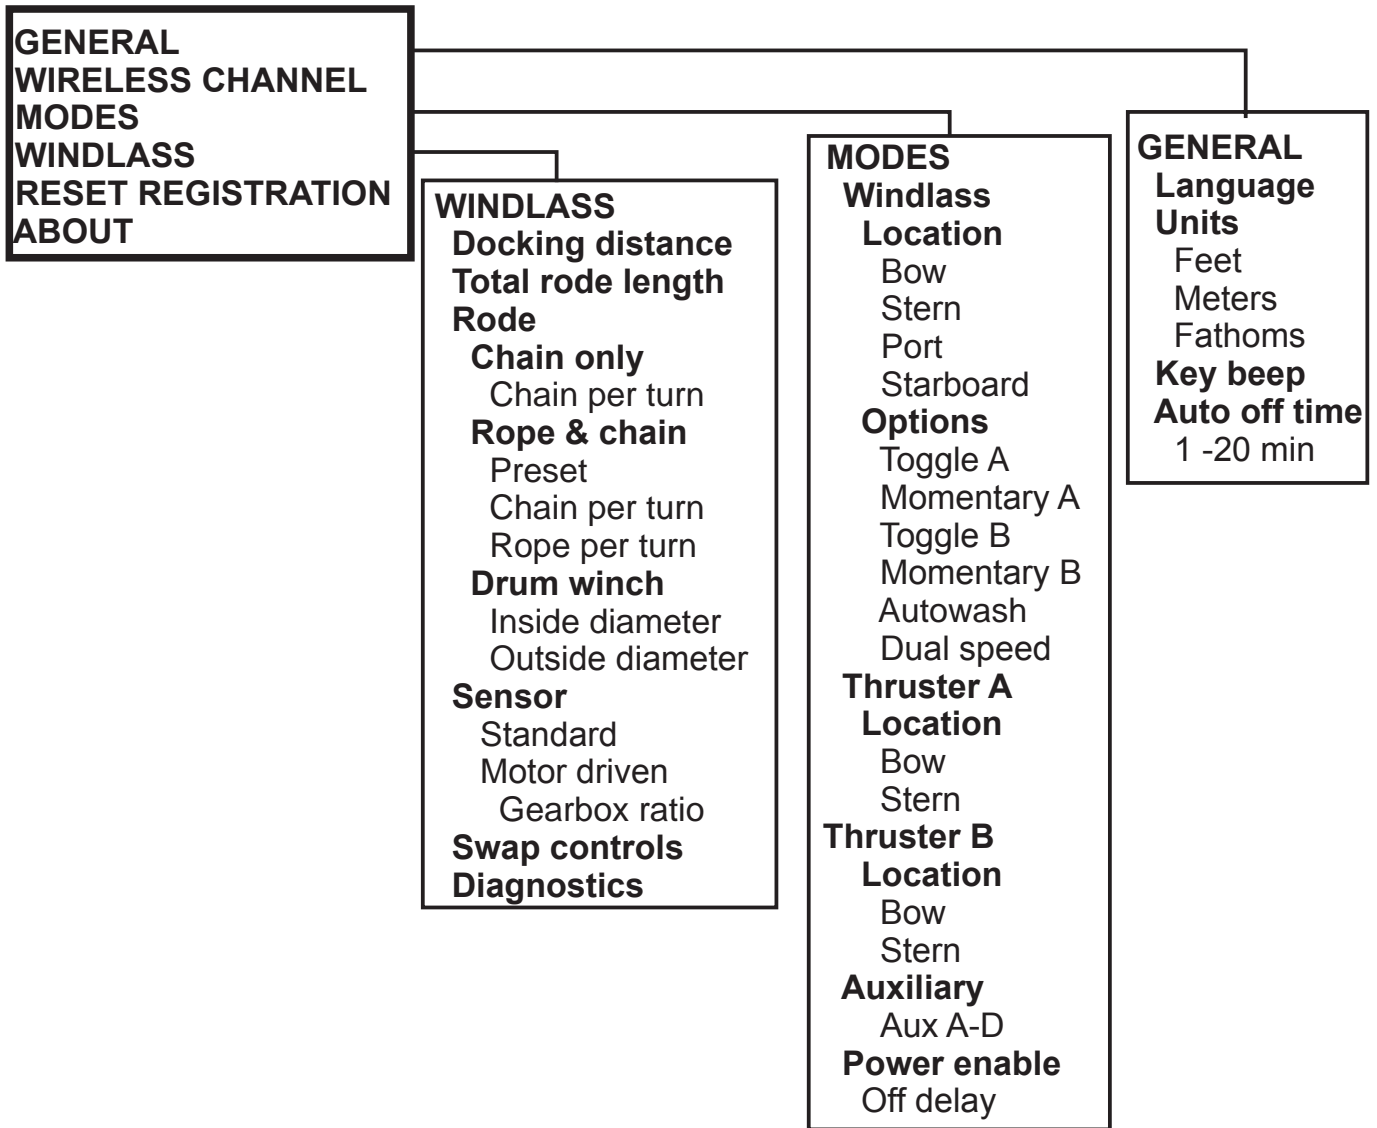 GENERAL
WIRELESS CHANNEL
MODES
WINDLASS
RESET REGISTRATION
ABOUT
WINDLASS
Docking distance
Total rode length
Rode
Chain only
Chain per turn
Rope & chain
Preset
Chain per turn
Rope per turn
Drum winch
Inside diameter
Outside diameter
Sensor
Standard
Motor driven
Gearbox ratio
Swap controls
Diagnostics
MODES
Windlass
Location
Bow
Stern
Port
Starboard
Options
Toggle A
Momentary A
Toggle B
Momentary B
Autowash
Dual speed
Thruster A
Location
Bow
Stern
Thruster B
Location
Bow
Stern
Auxiliary
Aux A-D
Power enable
Off delay
GENERAL
Language
Units
Feet
Meters
Fathoms
Key beep
Auto off time
1 -20 min